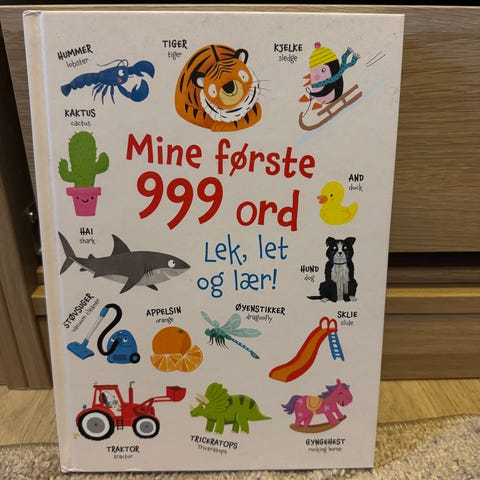 HUMMER
lobster
TIGER
tiger
KJELKE
sledge
KAKTUS
cactus
Mine første
999 ord
Lek, let
og lær!
AND
duck
HAI
shark
HUND
dog
STØVSUGER
vacuum cleaner
APPELSIN
orange
ØYENSTIKKER
dragonfly
SKLIE
slide
TRAKTOR
tractor
TRICERATOPS
triceratops
GYNGEHEST
rocking horse